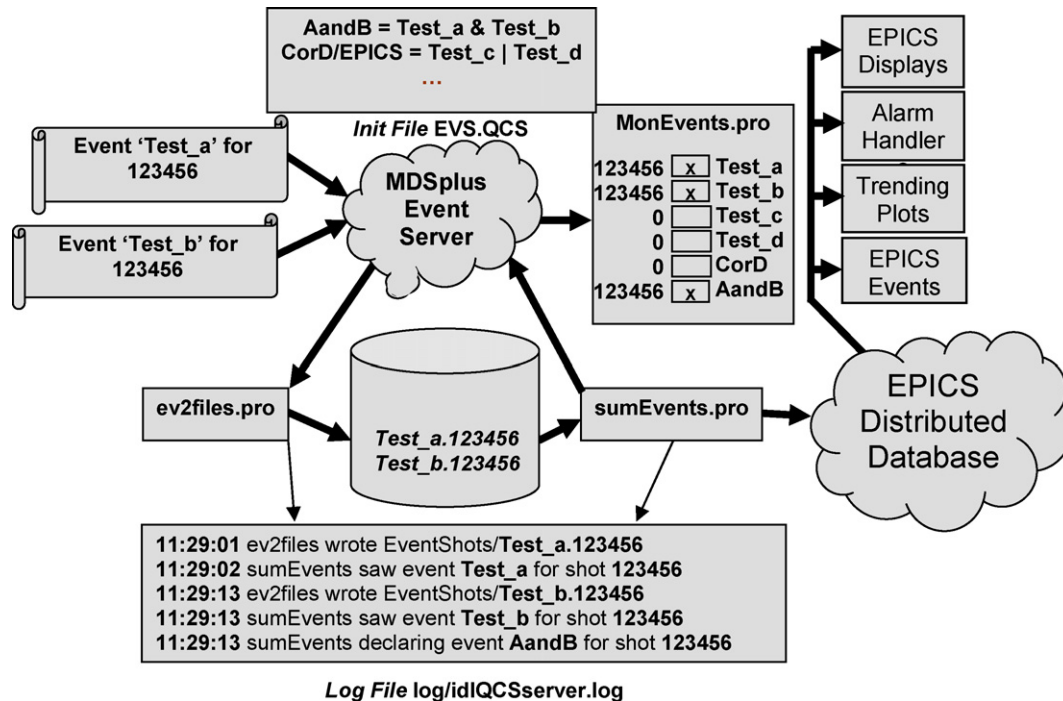 AandB = Test_a & Test_b
CorD/EPICS = Test_c | Test_d
...
Init File EVS.QCS
Event ‘Test_a’ for
123456
Event ‘Test_b’ for
123456
MDSplus
Event
Server
MonEvents.pro
123456 x Test_a
123456 x Test_b
0 Test_c
0 Test_d
0 CorD
123456 x AandB
EPICS
Displays
Alarm
Handler
Trending
Plots
EPICS
Events
ev2files.pro
Test_a.123456
Test_b.123456
sumEvents.pro
EPICS
Distributed
Database
11:29:01 ev2files wrote EventShots/Test_a.123456
11:29:02 sumEvents saw event Test_a for shot 123456
11:29:13 ev2files wrote EventShots/Test_b.123456
11:29:13 sumEvents saw event Test_b for shot 123456
11:29:13 sumEvents declaring event AandB for shot 123456
Log File log/idlQCSserver.log